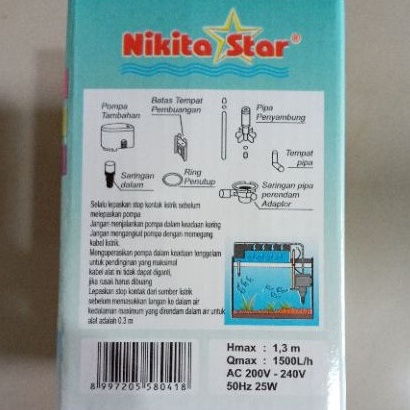 Nikita Star®
Pompa
Tambahan
Batas Tempat
Pembuangan
Pipa
Penyambung
Tempat
pipa
Saringan
dalam
Ring
Penutup
Saringan pipa
perendam
Adaptor
Selalu lepaskan stop kontak listrik sebelum
melepaskan pompa
Jangan menjalankan pompa dalam keadaan kering
Jangan mengangkat pompa dengan memegang
kabel listrik.
Mengoperasikan pompa dalam keadaan tenggelam
untuk pendinginan yang maksimal
kabel alat ini tidak dapat diganti,
jika rusak harus dibuang
Lepaskan stop kontak dari sumber listrik
sebelum memasukkan tangan ke dalam air
kedalaman maximum yang direndam dalam air untuk
alat adalah 0.3 m
Hmax : 1,3 m
Qmax : 1500L/h
AC 200V - 240V
50Hz 25W
8 997205 580418